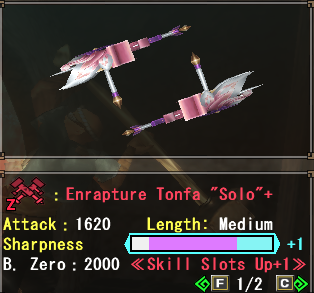 Z : Enrapture Tonfa "Solo"+
Attack : 1620 Length: Medium
Sharpness +1
B. Zero : 2000 ≪Skill Slots Up+1≫
F 1/2 C